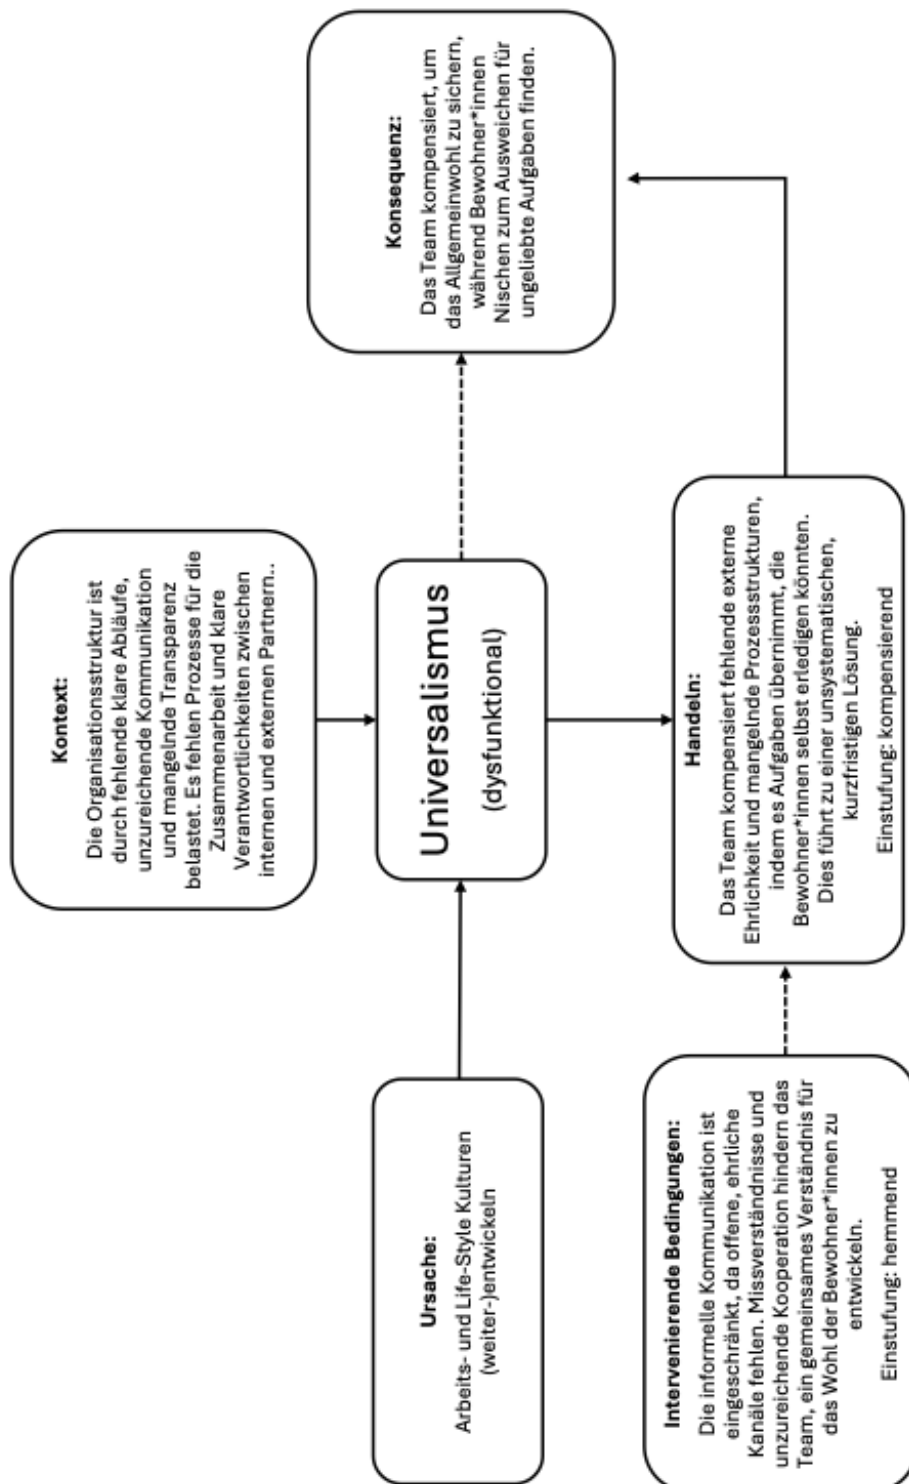 Kontext:
Die Organisationsstruktur ist
durch fehlende klare Abläufe,
unzureichende Kommunikation
und mangelnde Transparenz
belastet. Es fehlen Prozesse für die
Zusammenarbeit und klare
Verantwortlichkeiten zwischen
internen und externen Partnern..
Ursache:
Arbeits- und Life-Style Kulturen
(weiter-)entwickeln
Universalismus
(dysfunktional)
Konsequenz:
Das Team kompensiert, um
das Allgemeinwohl zu sichern,
während Bewohner*innen
Nischen zum Ausweichen für
ungeliebte Aufgaben finden.
Intervenierende Bedingungen:
Die informelle Kommunikation ist
eingeschränkt, da offene, ehrliche
Kanäle fehlen. Missverständnisse und
unzureichende Kooperation hindern das
Team, ein gemeinsames Verständnis für
das Wohl der Bewohner*innen zu
entwickeln.
Einstufung: hemmend
Handeln:
Das Team kompensiert fehlende externe
Ehrlichkeit und mangelnde Prozessstrukturen,
indem es Aufgaben übernimmt, die
Bewohner*innen selbst erledigen könnten.
Dies führt zu einer unsystematischen,
kurzfristigen Lösung.
Einstufung: kompensierend